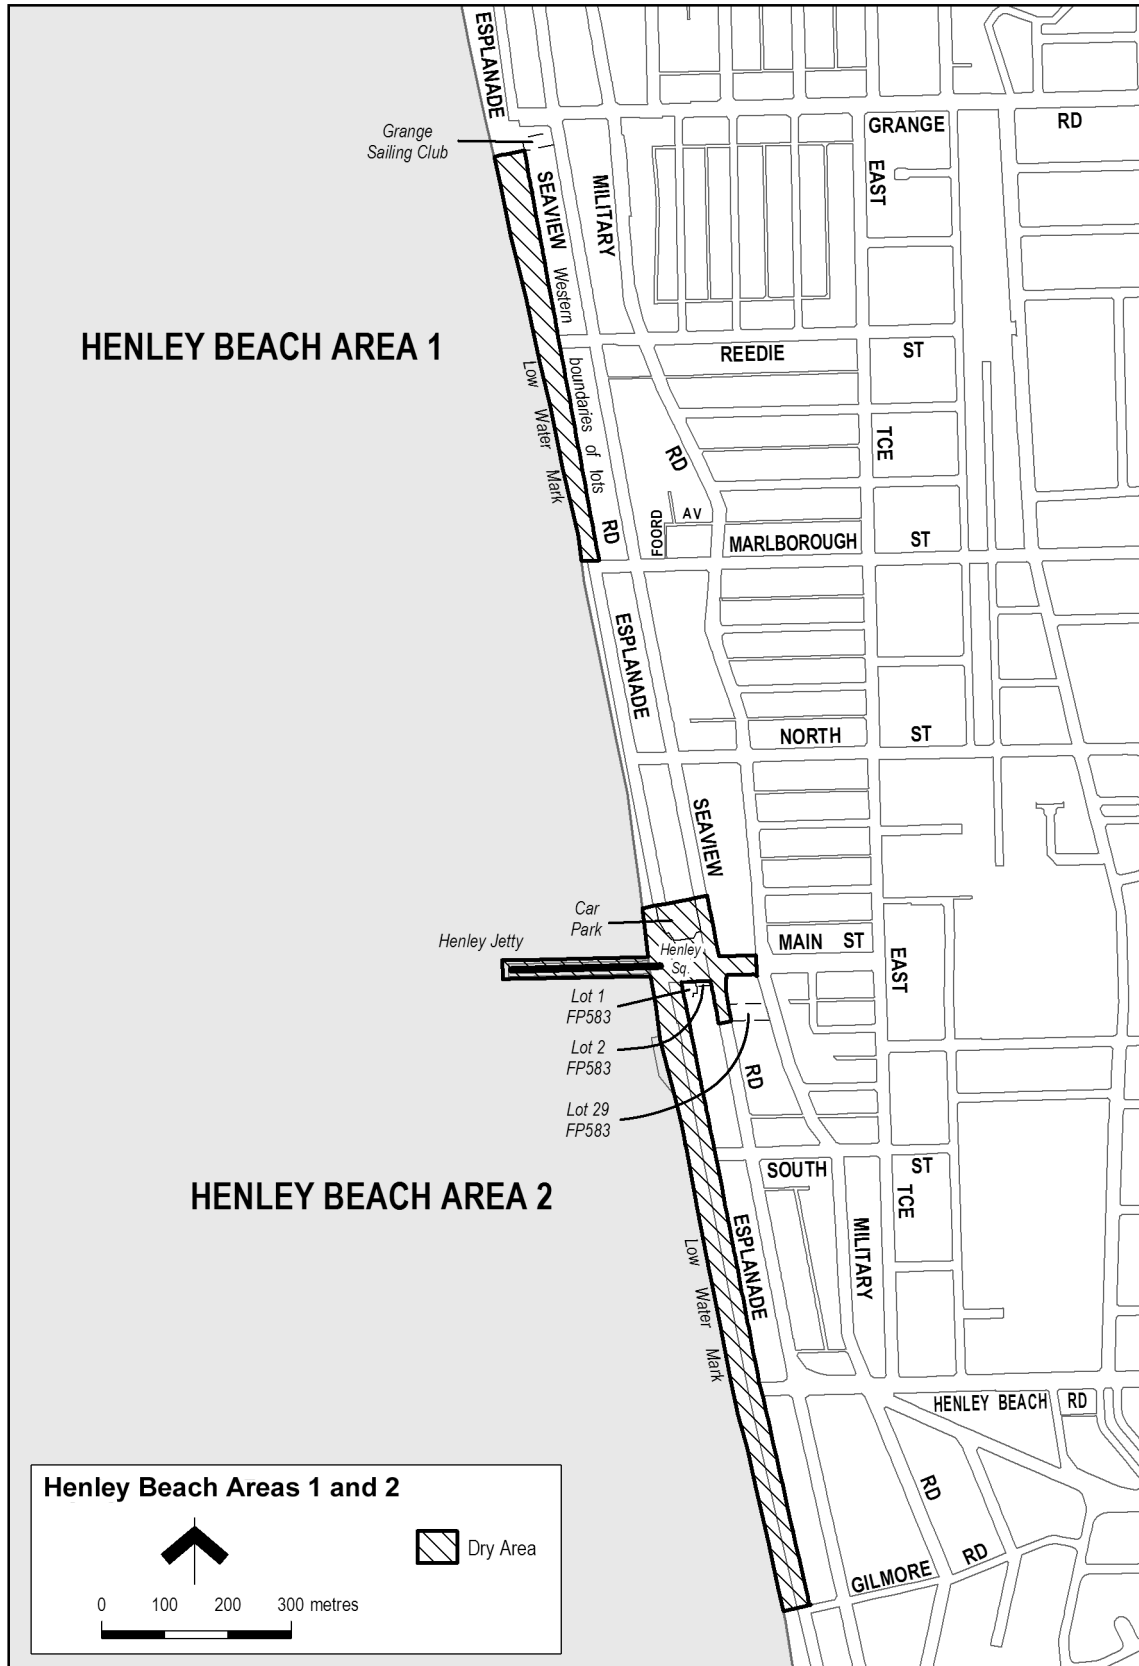 ESPLANADE
GRANGE RD
Grange
Sailing Club
EAST
SEAVIEW
MILITARY
Western
HENLEY BEACH AREA 1
REEDIE ST
Low Water Mark
boundaries of lots
TCE
RD
RD
FOORD
AV
MARLBOROUGH ST
ESPLANADE
NORTH ST
SEAVIEW
Car
Park
Henley Jetty
Henley
Sq.
MAIN ST
EAST
Lot 1
FP583
Lot 2
FP583
RD
Lot 29
FP583
SOUTH ST
HENLEY BEACH AREA 2
TCE
ESPLANADE
MILITARY
Low Water Mark
HENLEY BEACH RD
RD
GILMORE RD
Henley Beach Areas 1 and 2
Dry Area
0 100 200 300 metres